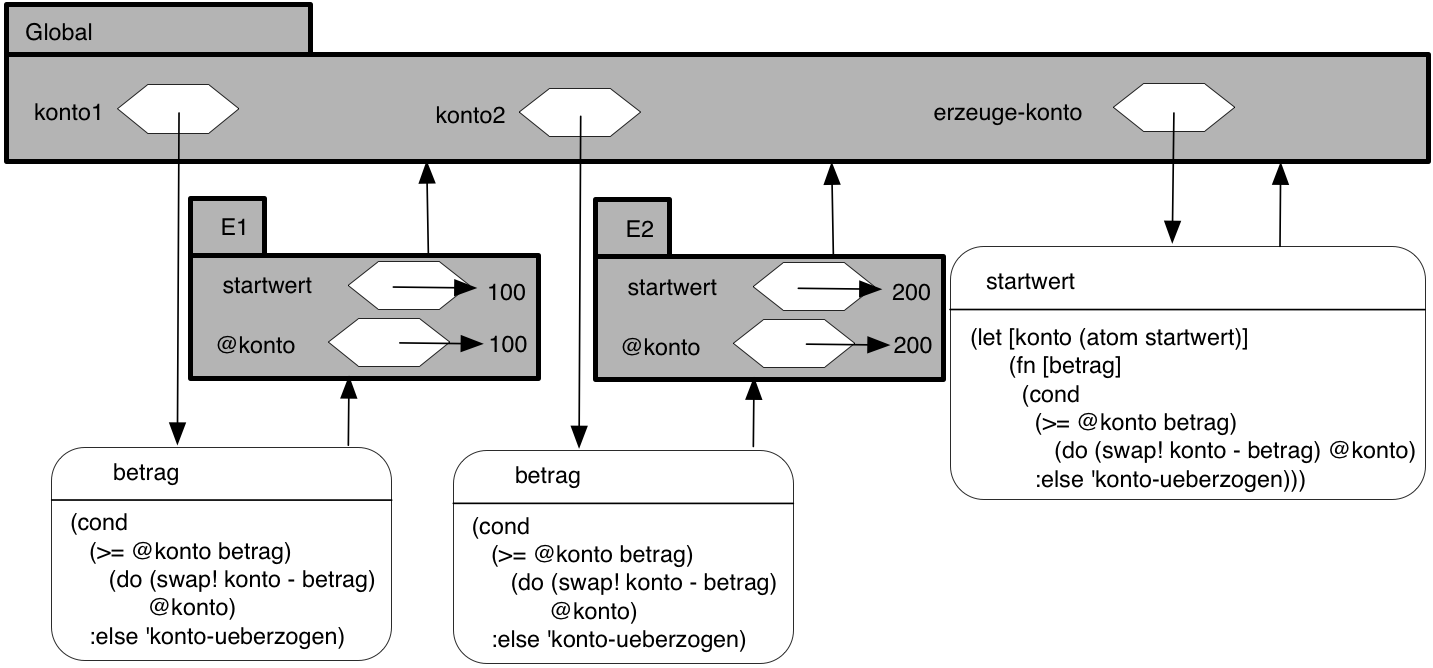 Global
konto1
konto2
erzeuge-konto
E1
startwert
100
@konto
100
E2
startwert
200
@konto
200
startwert
(let [konto (atom startwert)]
(fn [betrag]
(cond
(>= @konto betrag)
(do (swap! konto - betrag) @konto)
:else 'konto-ueberzogen)))
betrag
(cond
(>= @konto betrag)
(do (swap! konto - betrag)
@konto)
:else 'konto-ueberzogen)
betrag
(cond
(>= @konto betrag)
(do (swap! konto - betrag)
@konto)
:else 'konto-ueberzogen)